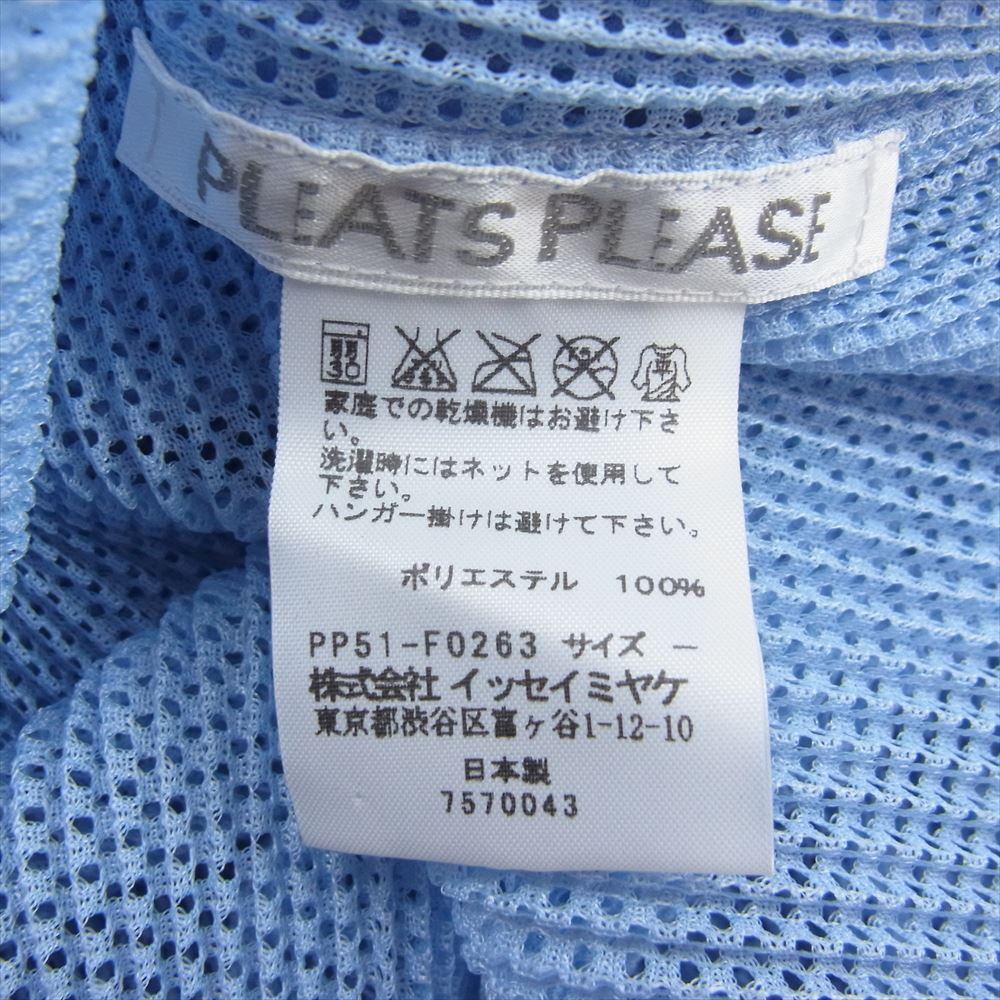 PLEATS PLEASE
弱
30
家庭での乾燥機はお避け下さ
い。
洗濯時にはネットを使用して
下さい。
ハンガー掛けは避けて下さい。
ポリエステル 100%
PP51-F0263 サイズ －
株式会社 イッセイミヤケ
東京都渋谷区富ヶ谷1-12-10
日本製
7570043